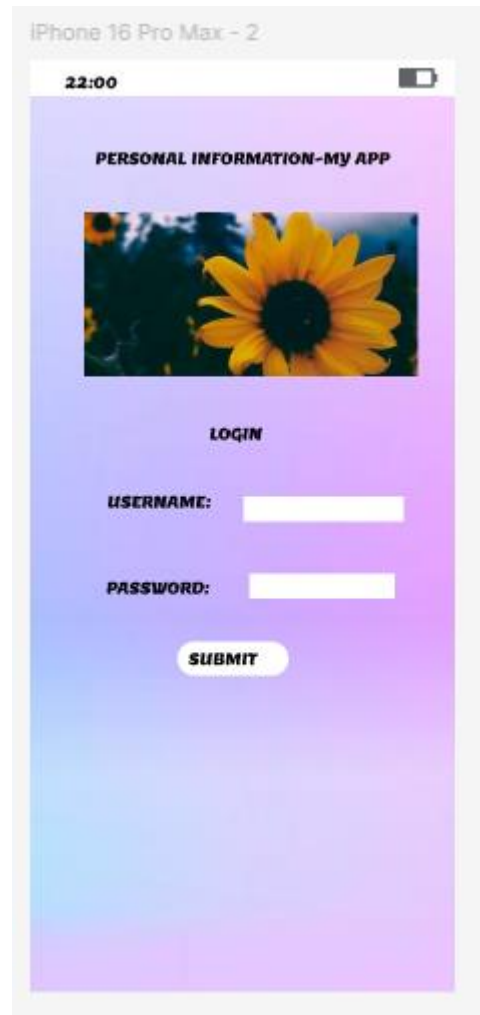 iPhone 16 Pro Max - 2
22:00
PERSONAL INFORMATION-MY APP
LOGIN
USERNAME:
PASSWORD:
SUBMIT